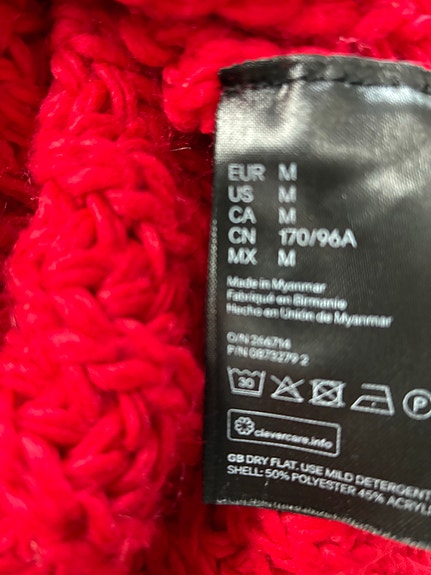 EUR M
US M
CA M
CN 170/96A
MX M
Made in Myanmar
Fabriqué en Birmanie
Hecho en Unión de Myanmar
O/N 266714
P/N 0873279 2
30 P
clevercare.info
GB DRY FLAT. USE MILD DETERGENT
SHELL: 50% POLYESTER 45% ACRYL